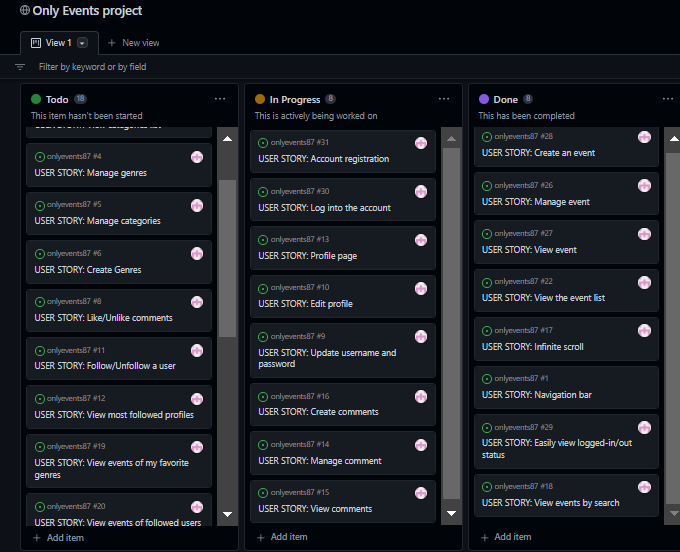 Only Events project
View 1
New view
Filter by keyword or by field
Todo 18
This item hasn't been started
onlyevents87 #4
USER STORY: Manage genres
onlyevents87 #5
USER STORY: Manage categories
onlyevents87 #6
USER STORY: Create Genres
onlyevents87 #8
USER STORY: Like/Unlike comments
onlyevents87 #11
USER STORY: Follow/Unfollow a user
onlyevents87 #12
USER STORY: View most followed profiles
onlyevents87 #19
USER STORY: View events of my favorite
genres
onlyevents87 #20
USER STORY: View events of followed users
Add item
In Progress 8
This is actively being worked on
onlyevents87 #31
USER STORY: Account registration
onlyevents87 #30
USER STORY: Log into the account
onlyevents87 #13
USER STORY: Profile page
onlyevents87 #10
USER STORY: Edit profile
onlyevents87 #9
USER STORY: Update username and
password
onlyevents87 #16
USER STORY: Create comments
onlyevents87 #14
USER STORY: Manage comment
onlyevents87 #15
USER STORY: View comments
Add item
Done 8
This has been completed
onlyevents87 #28
USER STORY: Create an event
onlyevents87 #26
USER STORY: Manage event
onlyevents87 #27
USER STORY: View event
onlyevents87 #22
USER STORY: View the event list
onlyevents87 #17
USER STORY: Infinite scroll
onlyevents87 #1
USER STORY: Navigation bar
onlyevents87 #29
USER STORY: Easily view logged-in/out
status
onlyevents87 #18
USER STORY: View events by search
Add item